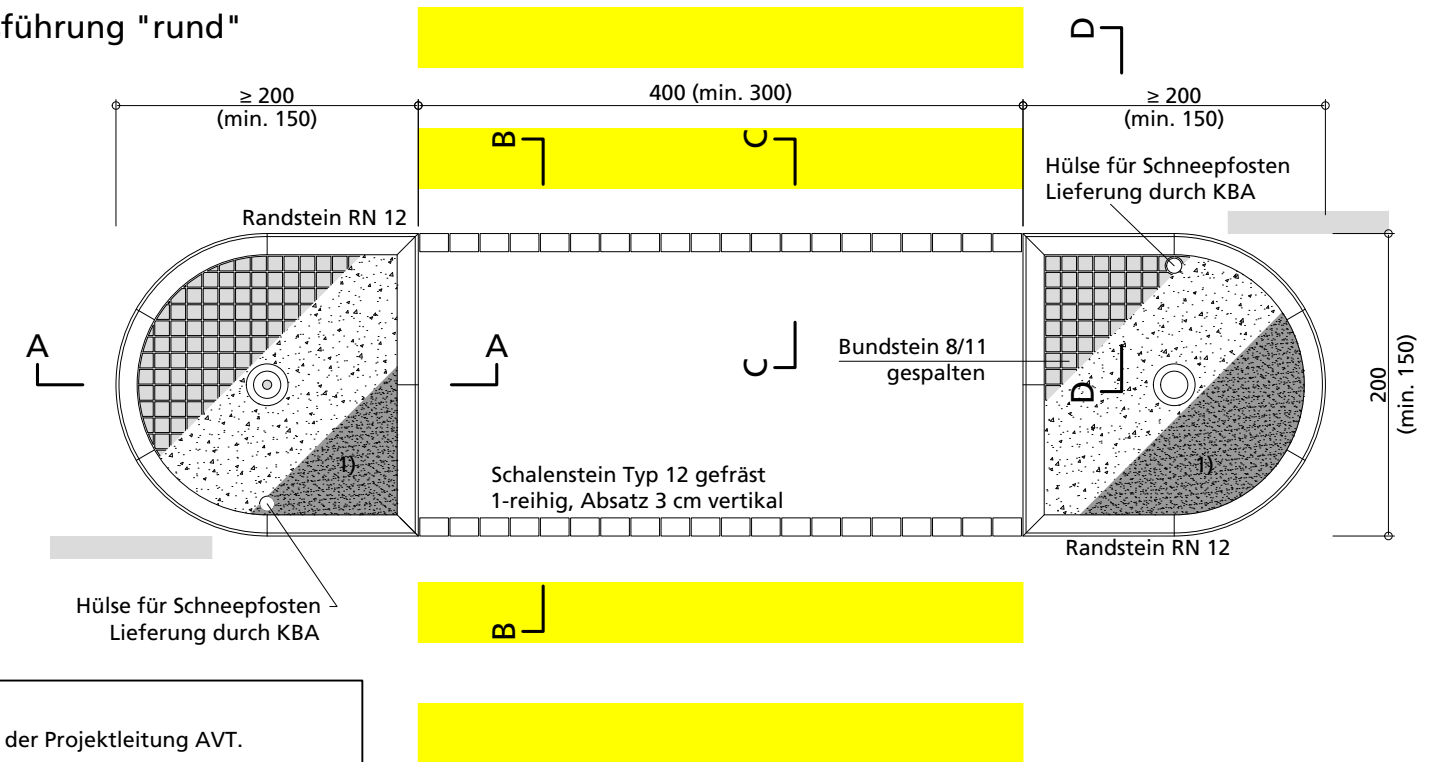 führung "rund"
D
≥ 200
(min. 150)
400 (min. 300)
≥ 200
(min. 150)
B
C
Hülse für Schneepfosten
Lieferung durch KBA
Randstein RN 12
A
A
C
Bundstein 8/11
gespalten
D
200
(min. 150)
1)
1)
Schalenstein Typ 12 gefräst
1-reihig, Absatz 3 cm vertikal
Randstein RN 12
Hülse für Schneepfosten
Lieferung durch KBA
B
der Projektleitung AVT.